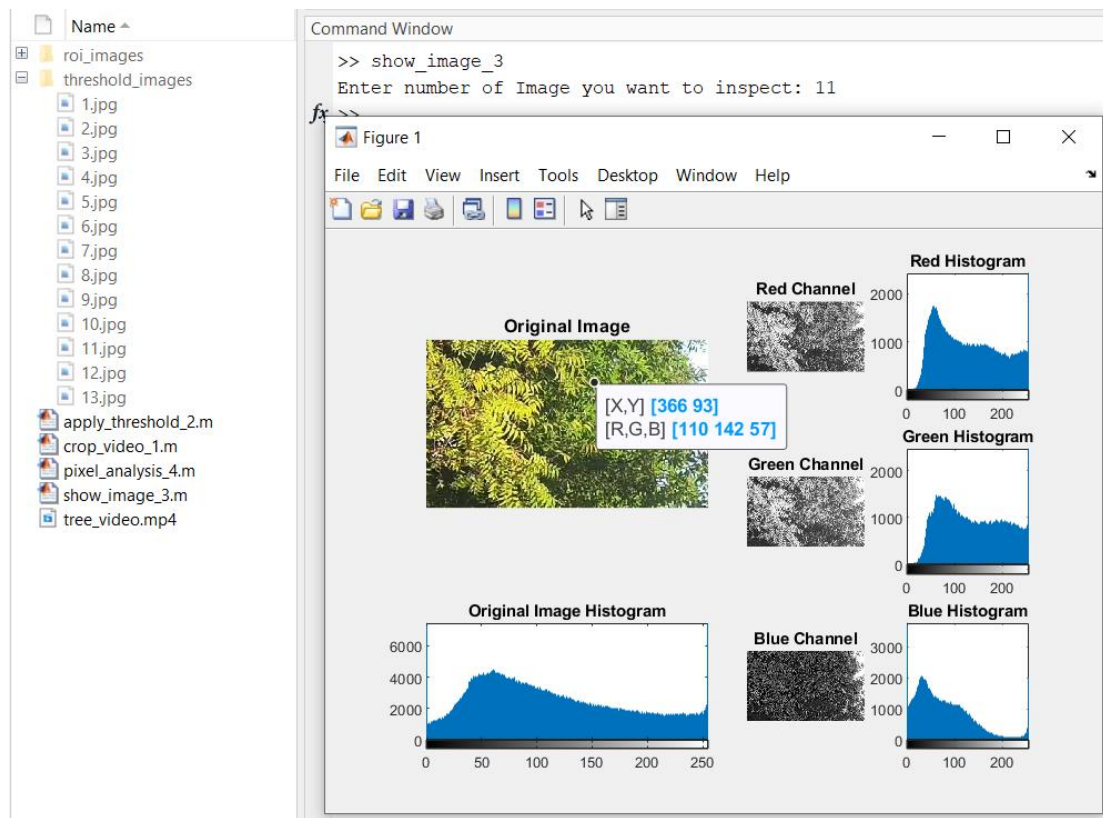 Name
roi_images
threshold_images
1.jpg
2.jpg
3.jpg
4.jpg
5.jpg
6.jpg
7.jpg
8.jpg
9.jpg
10.jpg
11.jpg
12.jpg
13.jpg
apply_threshold_2.m
crop_video_1.m
pixel_analysis_4.m
show_image_3.m
tree_video.mp4
Command Window
>> show_image_3
Enter number of Image you want to inspect: 11
fx >>
Figure 1
File Edit View Insert Tools Desktop Window Help
Original Image
[X,Y] [366 93]
[R,G,B] [110 142 57]
Red Channel
Red Histogram
2000
1000
0
0 100 200
Green Channel
Green Histogram
2000
1000
0
0 100 200
Original Image Histogram
6000
4000
2000
0
0 50 100 150 200 250
Blue Channel
Blue Histogram
3000
2000
1000
0
0 100 200